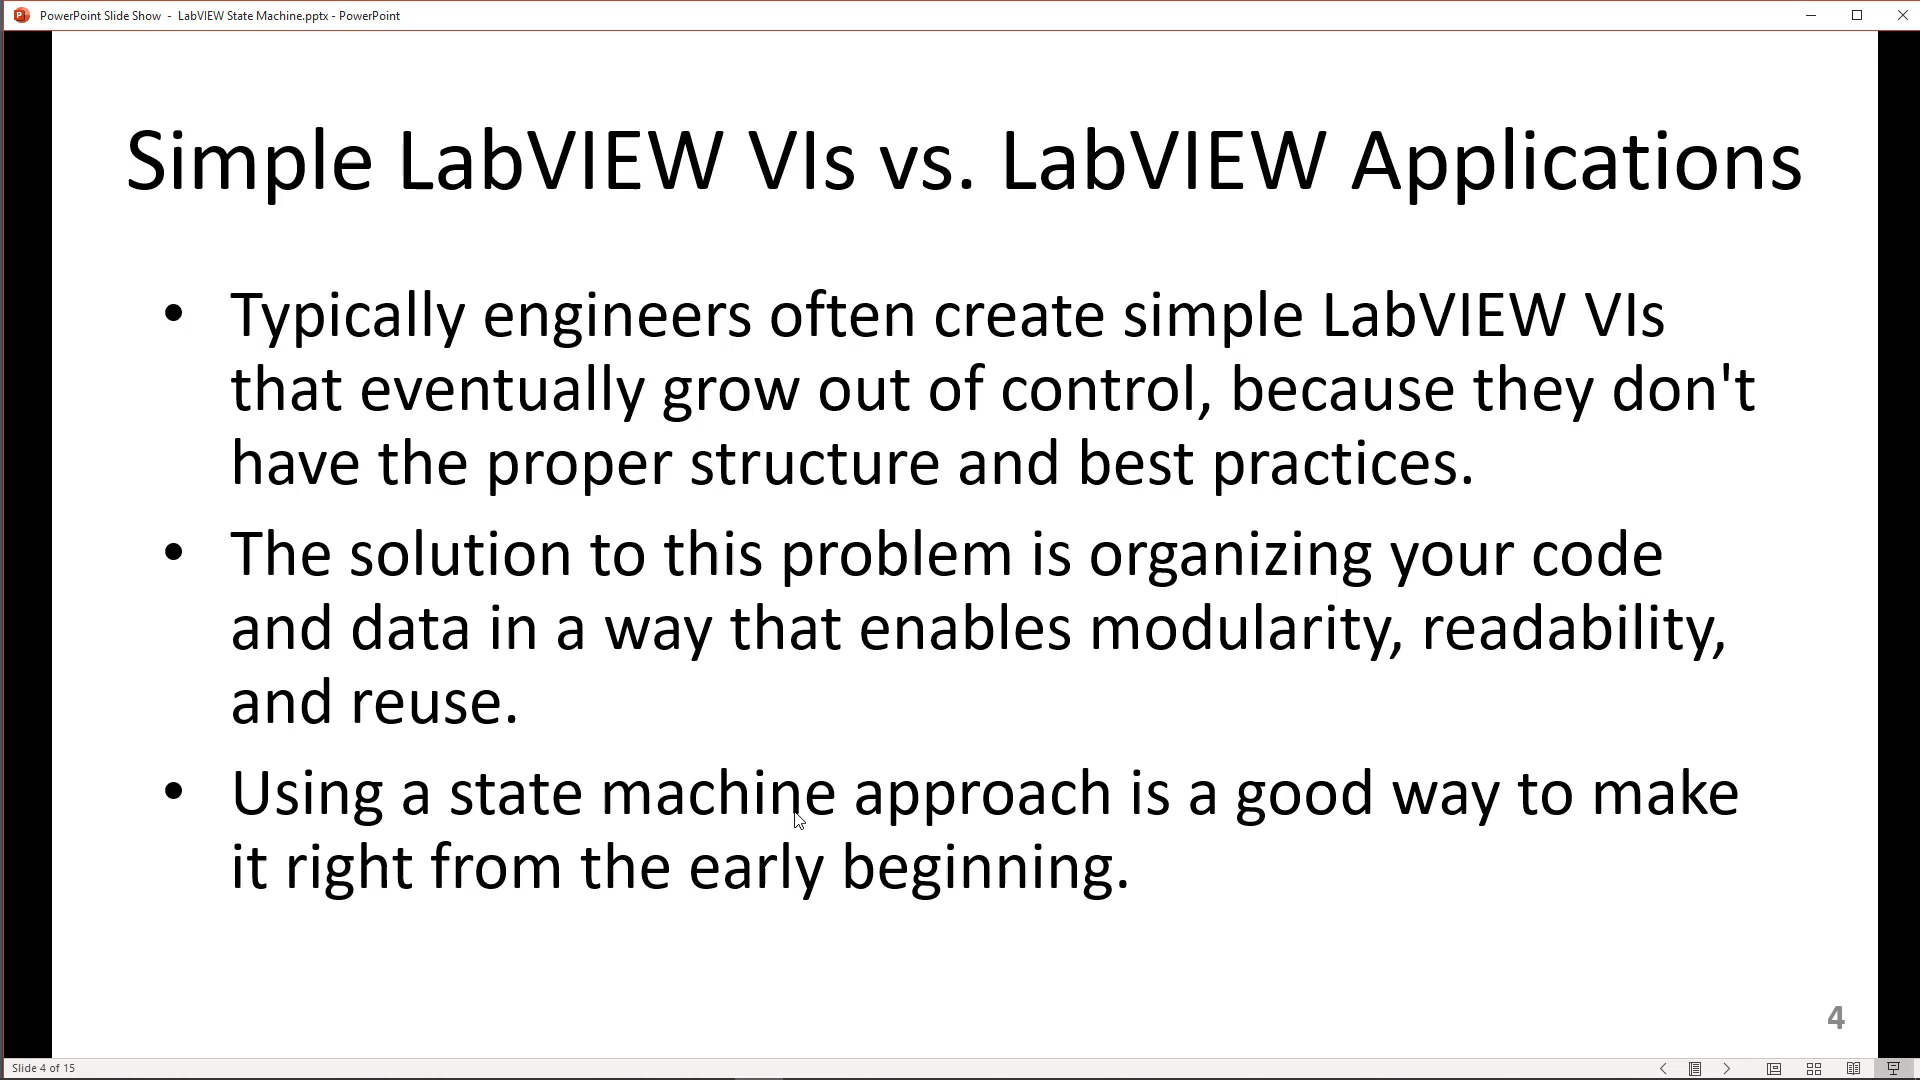 PowerPoint Slide Show - LabVIEW State Machine.pptx - PowerPoint
Simple LabVIEW VIs vs. LabVIEW Applications
• Typically engineers often create simple LabVIEW VIs
that eventually grow out of control, because they don't
have the proper structure and best practices.
• The solution to this problem is organizing your code
and data in a way that enables modularity, readability,
and reuse.
• Using a state machine approach is a good way to make
it right from the early beginning.
4
Slide 4 of 15